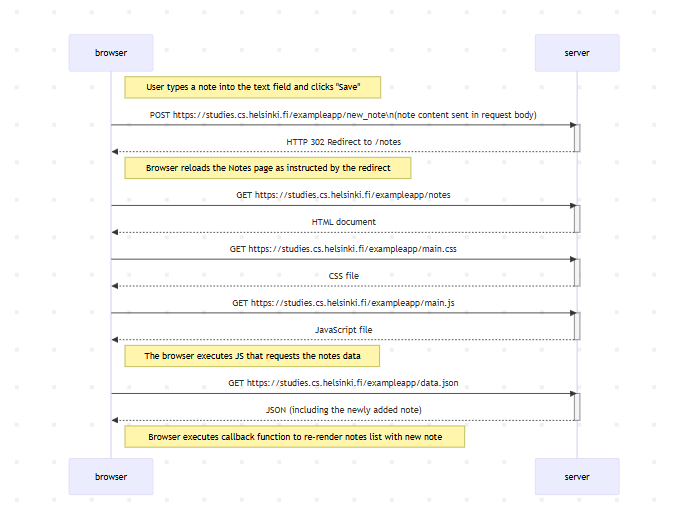 browser
server
User types a note into the text field and clicks "Save"
POST https://studies.cs.helsinki.fi/exampleapp/new_note\n(note content sent in request body)
HTTP 302 Redirect to /notes
Browser reloads the Notes page as instructed by the redirect
GET https://studies.cs.helsinki.fi/exampleapp/notes
HTML document
GET https://studies.cs.helsinki.fi/exampleapp/main.css
CSS file
GET https://studies.cs.helsinki.fi/exampleapp/main.js
JavaScript file
The browser executes JS that requests the notes data
GET https://studies.cs.helsinki.fi/exampleapp/data.json
JSON (including the newly added note)
Browser executes callback function to re-render notes list with new note
browser
server